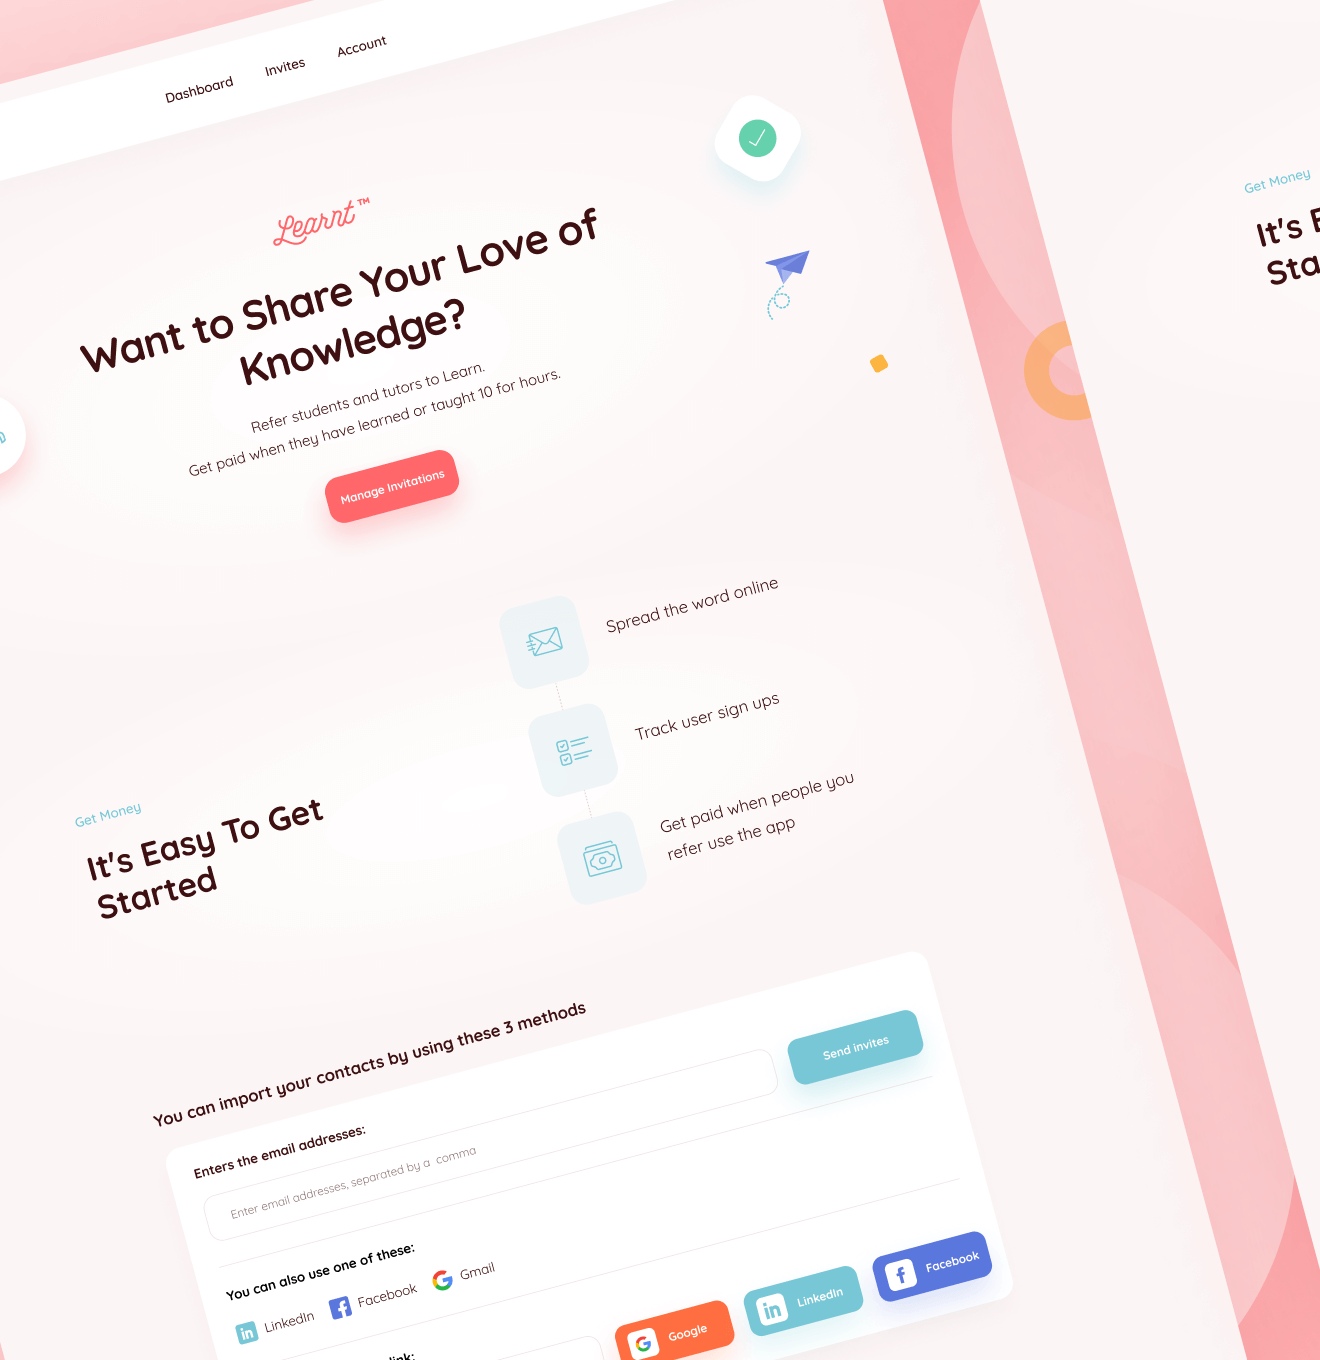 Dashboard Invites Account
Learnt™
Want to Share Your Love of
Knowledge?
Refer students and tutors to Learn.
Get paid when they have learned or taught 10 for hours.
Manage Invitations
Spread the word online
Track user sign ups
Get paid when people you
refer use the app
Get Money
It's Easy To Get
Started
You can import your contacts by using these 3 methods
Enters the email addresses:
Enter email addresses, separated by a comma
Send invites
You can also use one of these:
LinkedIn Facebook Gmail
link:
Google LinkedIn Facebook
Get Money
It's
Sta